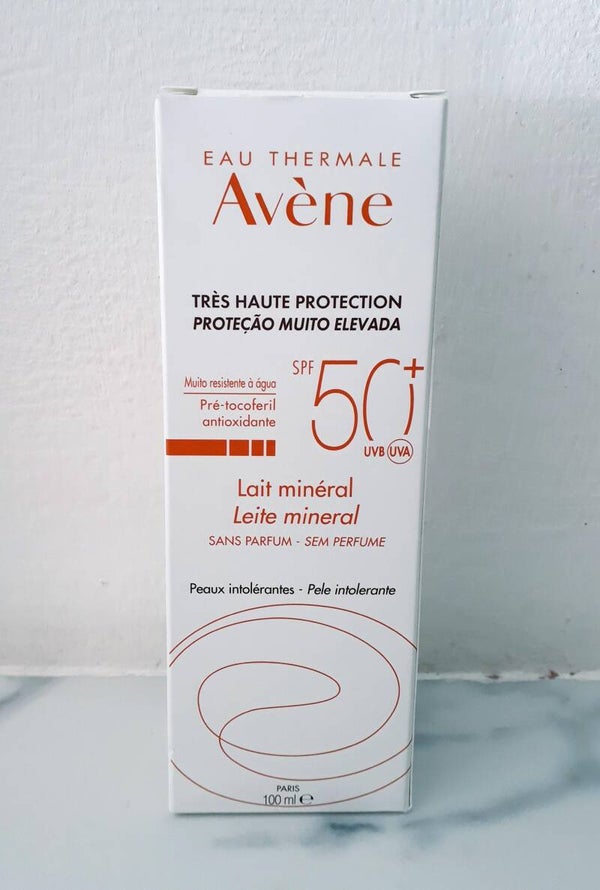 EAU THERMALE
Avène
TRÈS HAUTE PROTECTION
PROTEÇÃO MUITO ELEVADA
SPF 50+
Muito resistente à água
Pré-tocoferil
antioxidante
UVB UVA
Lait minéral
Leite mineral
SANS PARFUM - SEM PERFUME
Peaux intolérantes - Pele intolerante
PARIS
100 ml ℮